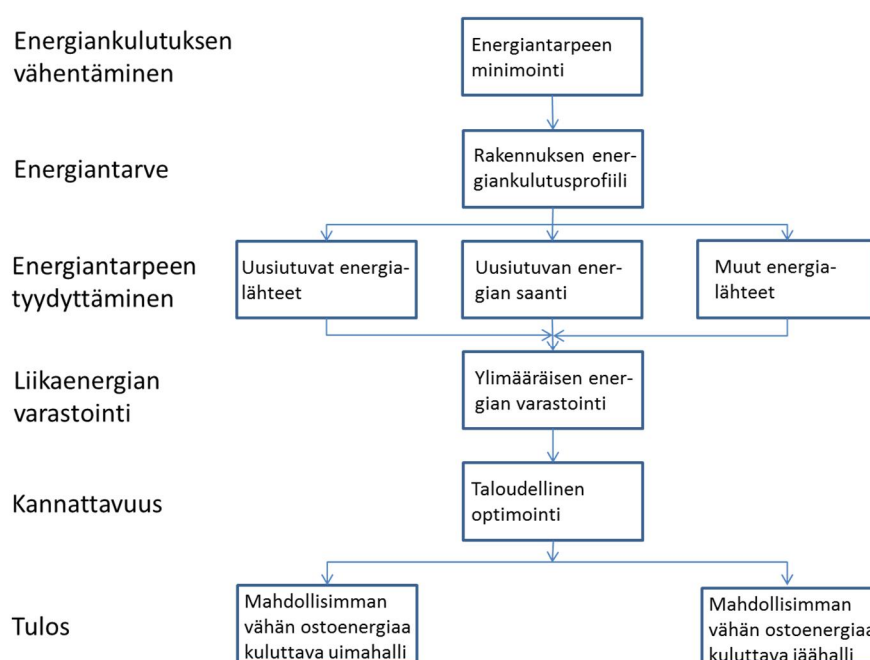 Energiankulutuksen
vähentäminen
Energiantarpeen
minimointi
Energiantarve
Rakennuksen ener-
giankulutusprofiili
Energiantarpeen
tyydyttäminen
Uusiutuvat energia-
lähteet
Uusiutuvan ener-
gian saanti
Muut energia-
lähteet
Liikaenergian
varastointi
Ylimääräisen ener-
gian varastointi
Kannattavuus
Taloudellinen
optimointi
Tulos
Mahdollisimman
vähän ostoenergiaa
kuluttava uimahalli
Mahdollisimman
vähän ostoenergiaa
kuluttava jäähalli